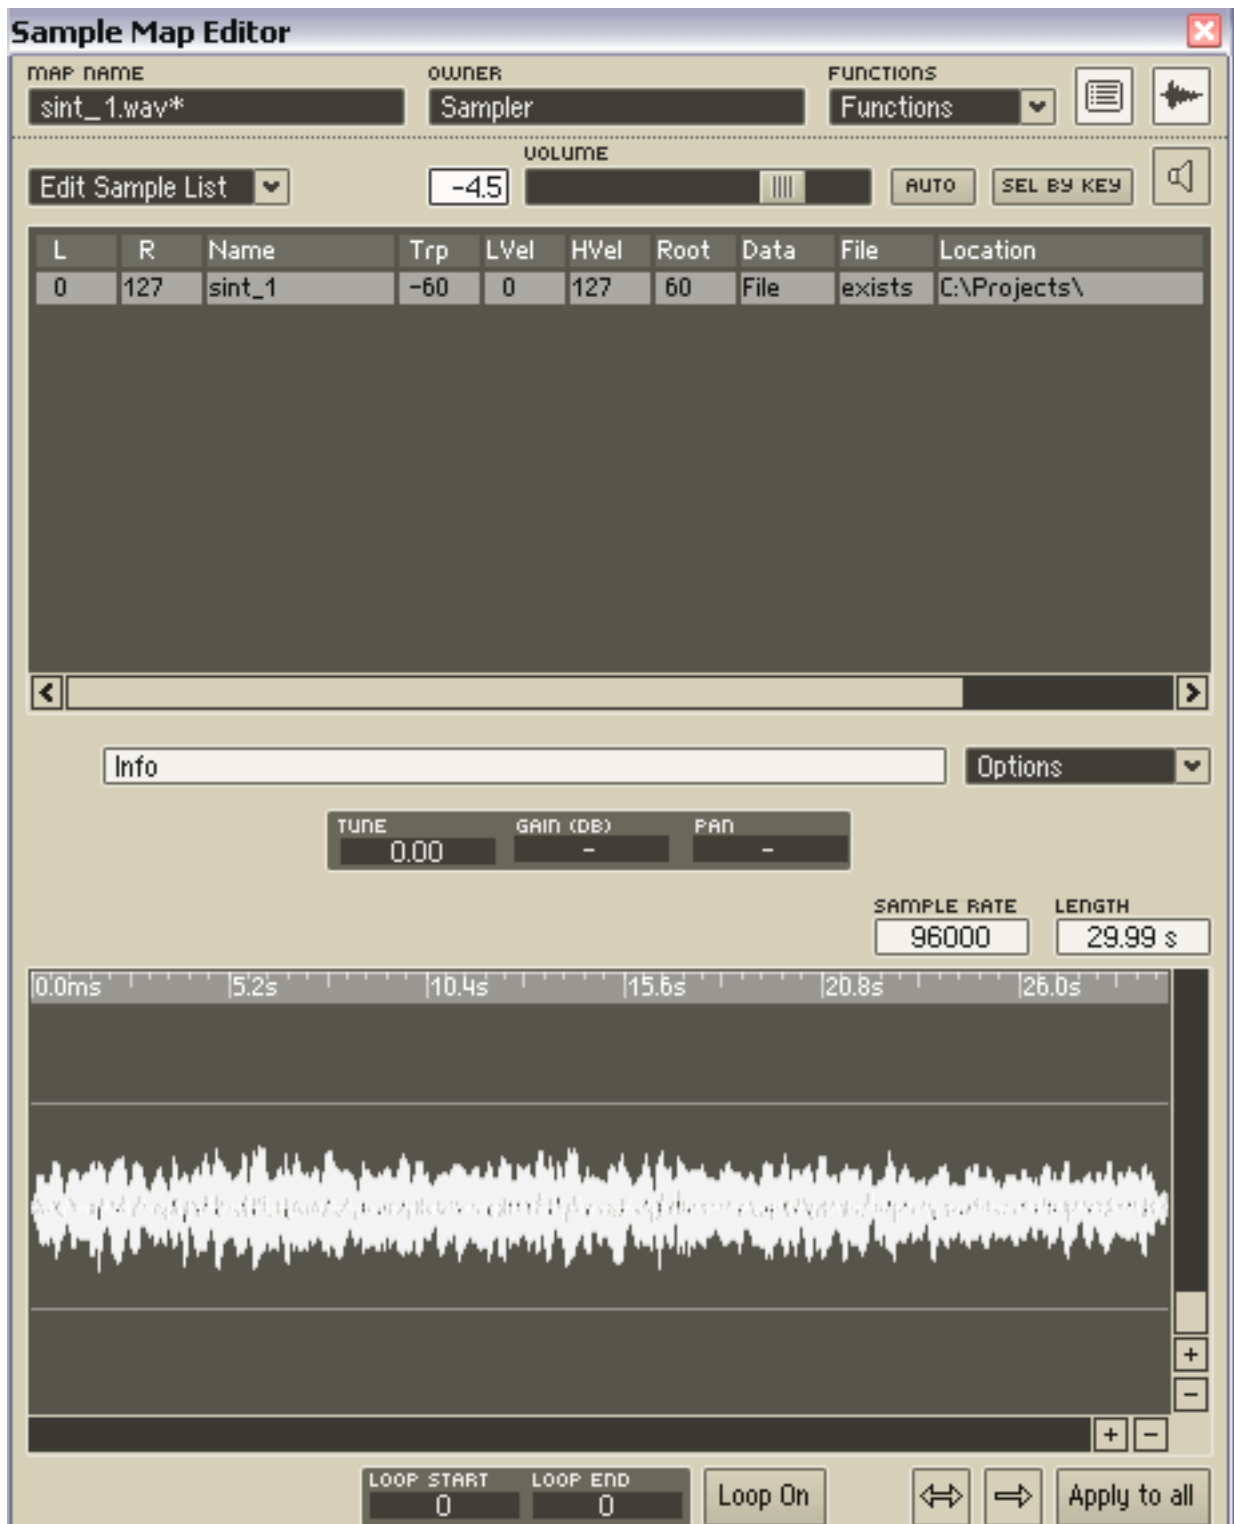 Sample Map Editor
MAP NAME OWNER FUNCTIONS
sint_1.wav* Sampler Functions
VOLUME
Edit Sample List -4.5 AUTO SEL BY KEY
L R Name Trp LVel HVel Root Data File Location
0 127 sint_1 -60 0 127 60 File exists C:\Projects\
Info Options
TUNE GAIN (DB) PAN
0.00 - -
SAMPLE RATE LENGTH
96000 29.99 s
0.0ms 5.2s 10.4s 15.6s 20.8s 26.0s
+
-
+ -
LOOP START LOOP END
0 0 Loop On Apply to all